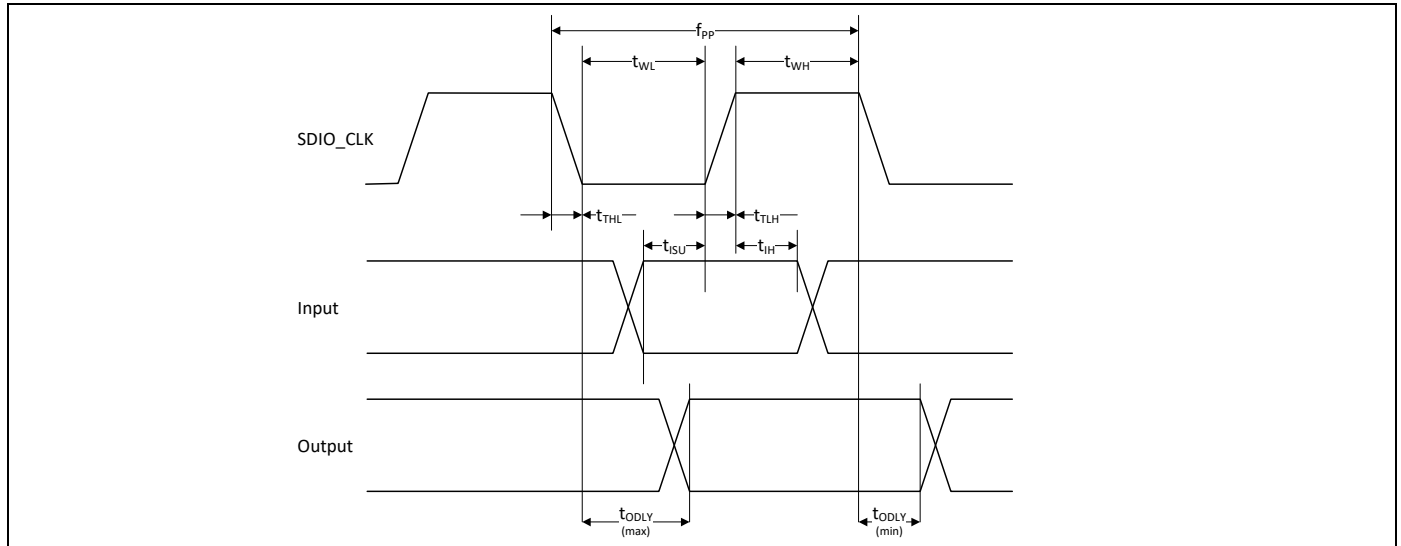 fPP
tWL
tWH
SDIO_CLK
tTHL
tTLH
tISU
tIH
Input
Output
tODLY
(max)
tODLY
(min)